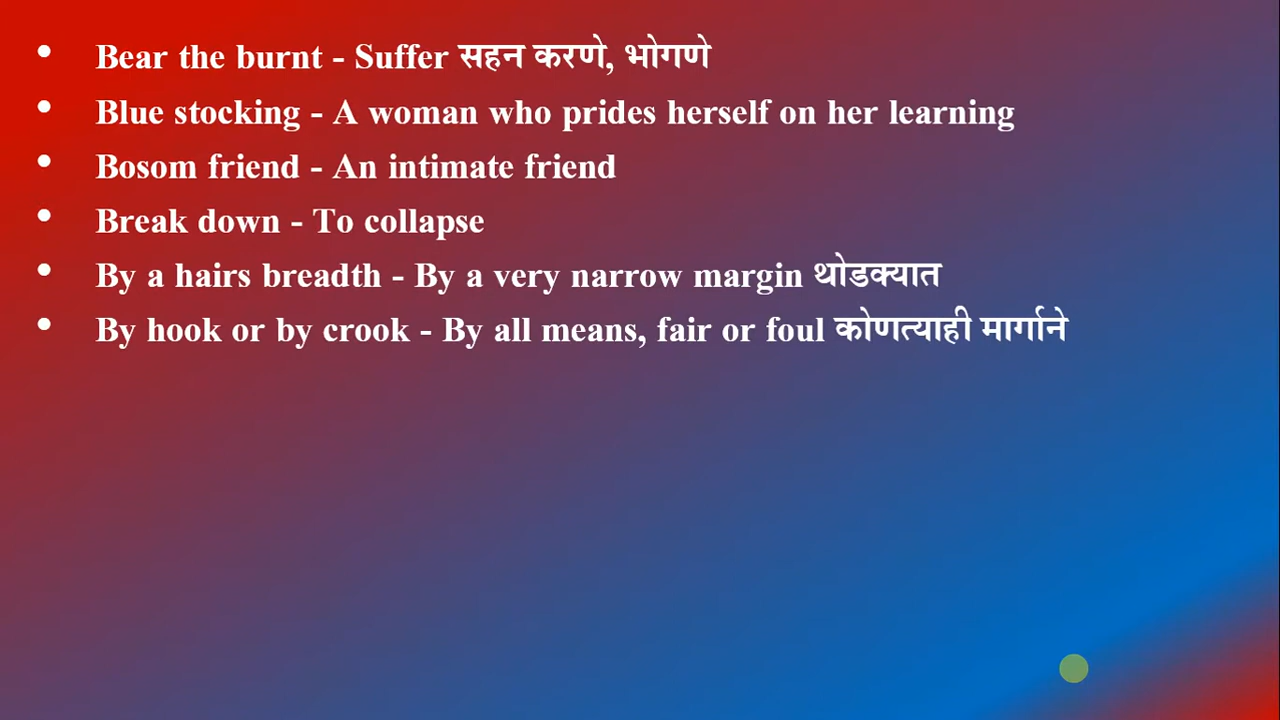 • Bear the burnt - Suffer सहन करणे, भोगणे
• Blue stocking - A woman who prides herself on her learning
• Bosom friend - An intimate friend
• Break down - To collapse
• By a hairs breadth - By a very narrow margin थोडक्यात
• By hook or by crook - By all means, fair or foul कोणत्याही मार्गाने